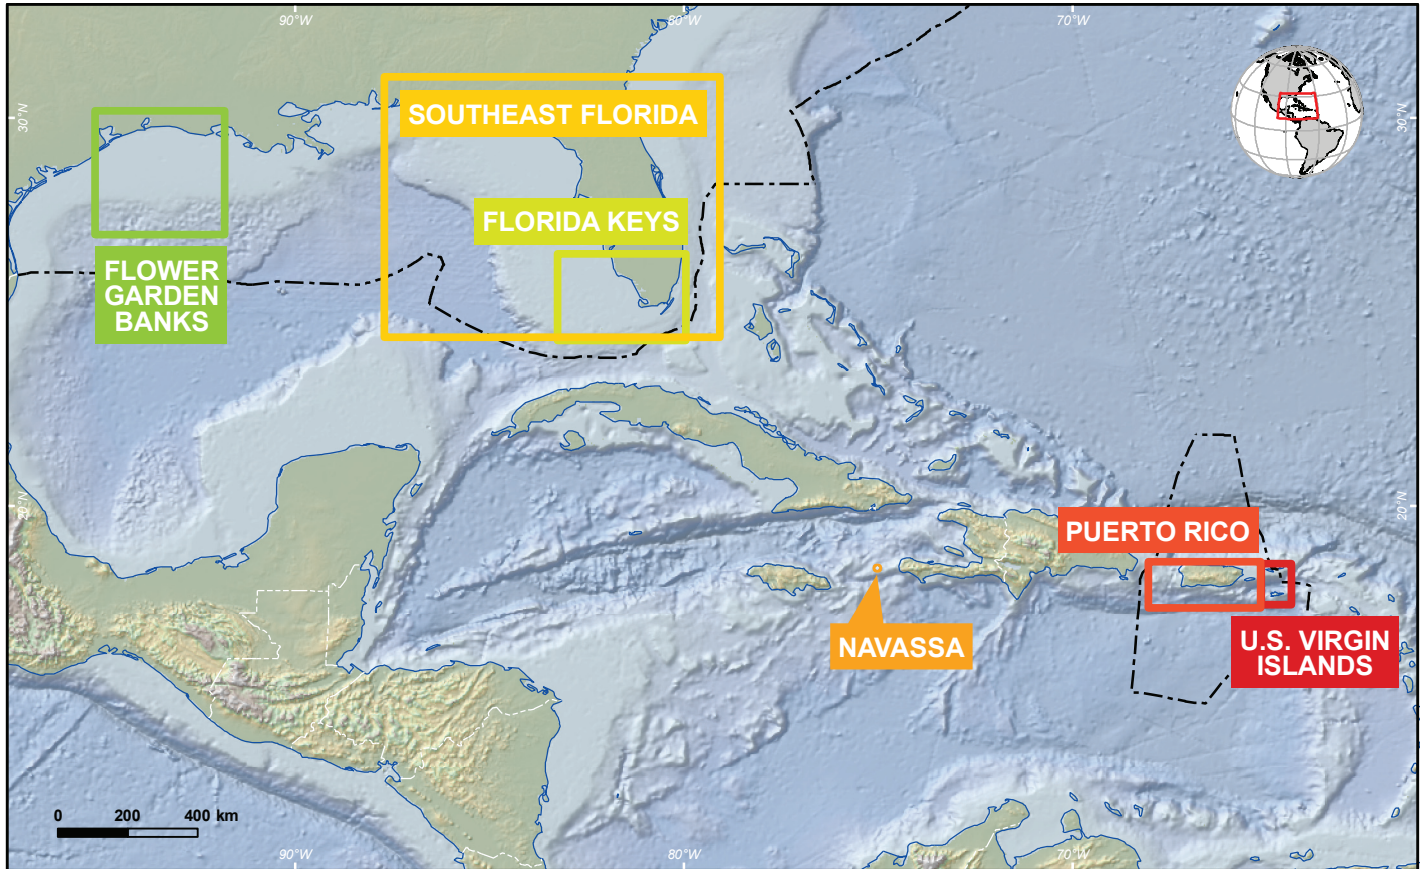 90°W
80°W
70°W
30°N
30°N
SOUTHEAST FLORIDA
FLORIDA KEYS
FLOWER
GARDEN
BANKS
20°N
20°N
PUERTO RICO
NAVASSA
U.S. VIRGIN
ISLANDS
0 200 400 km
90°W
80°W
70°W